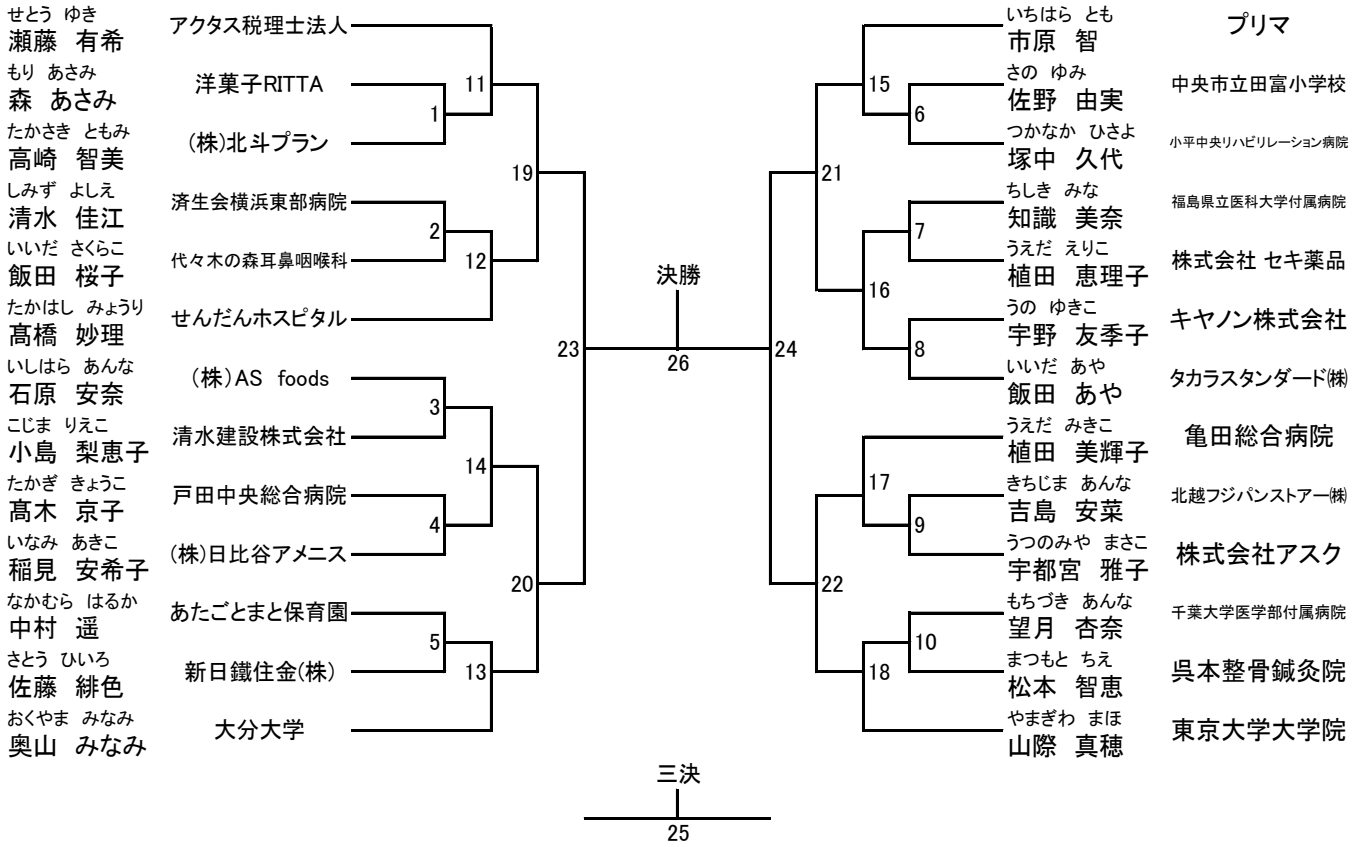 せとう ゆき
瀬藤 有希 アクタス税理士法人
もり あさみ
森 あさみ 洋菓子RITTA
たかさき ともみ
高崎 智美 (株)北斗プラン
しみず よしえ
清水 佳江 済生会横浜東部病院
いいだ さくらこ
飯田 桜子 代々木の森耳鼻咽喉科
たかはし みょうり
髙橋 妙理 せんだんホスピタル
いしはら あんな
石原 安奈 (株)AS foods
こじま りえこ
小島 梨恵子 清水建設株式会社
たかぎ きょうこ
髙木 京子 戸田中央総合病院
いなみ あきこ
稲見 安希子 (株)日比谷アメニス
なかむら はるか
中村 遥 あたごとまと保育園
さとう ひいろ
佐藤 緋色 新日鐵住金(株)
おくやま みなみ
奥山 みなみ 大分大学
11
1
19
2
12
23
3
14
4
20
5
13
決勝
26
三決
25
15
6
21
7
16
8
24
17
9
22
10
18
いちはら とも
市原 智 プリマ
さの ゆみ
佐野 由実 中央市立田富小学校
つかなか ひさよ
塚中 久代 小平中央リハビリレーション病院
ちしき みな
知識 美奈 福島県立医科大学付属病院
うえだ えりこ
植田 恵理子 株式会社 セキ薬品
うの ゆきこ
宇野 友季子 キヤノン株式会社
いいだ あや
飯田 あや タカラスタンダード㈱
うえだ みきこ
植田 美輝子 亀田総合病院
きちじま あんな
吉島 安菜 北越フジパンストアー㈱
うつのみや まさこ
宇都宮 雅子 株式会社アスク
もちづき あんな
望月 杏奈 千葉大学医学部付属病院
まつもと ちえ
松本 智恵 呉本整骨鍼灸院
やまぎわ まほ
山際 真穂 東京大学大学院